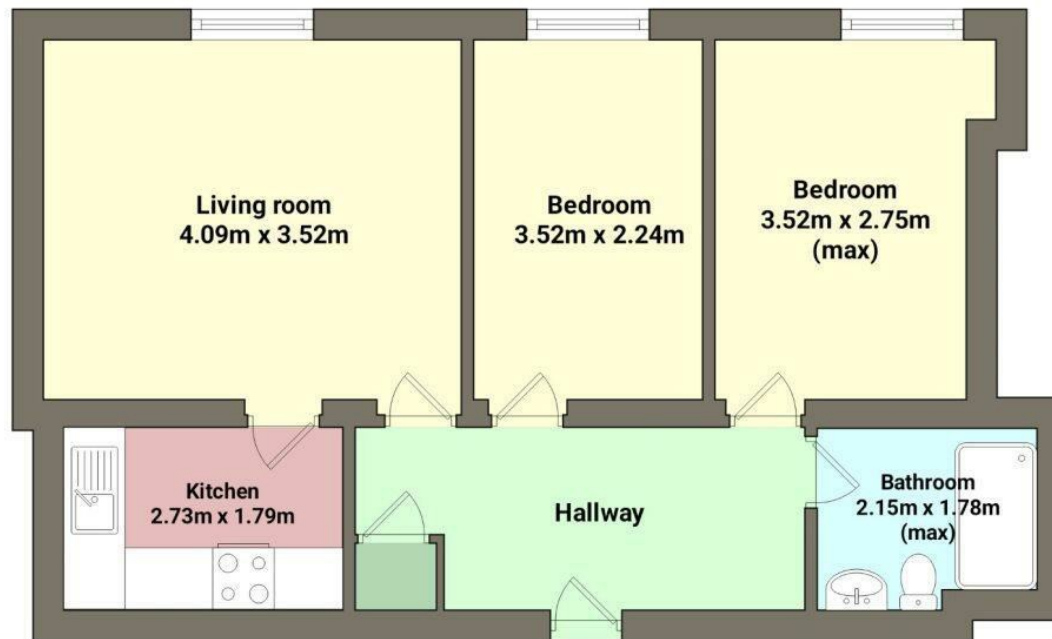 Living room
4.09m x 3.52m
Bedroom
3.52m x 2.24m
Bedroom
3.52m x 2.75m
(max)
Kitchen
2.73m x 1.79m
Hallway
Bathroom
2.15m x 1.78m
(max)